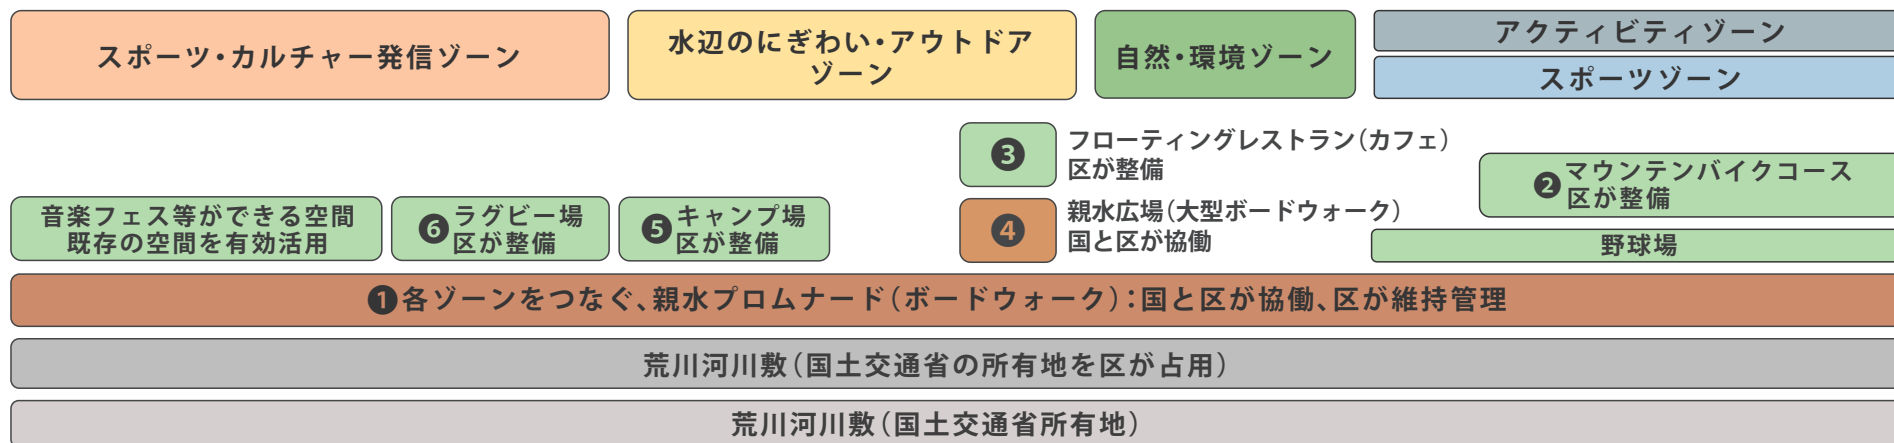 スポーツ・カルチャー発信ゾーン
水辺のにぎわい・アウトドア
ゾーン
自然・環境ゾーン
アクティビティゾーン
スポーツゾーン
❸
フローティングレストラン(カフェ)
区が整備
❷マウンテンバイクコース
区が整備
音楽フェス等ができる空間
既存の空間を有効活用
❻ラグビー場
区が整備
❺キャンプ場
区が整備
❹
親水広場(大型ボードウォーク)
国と区が協働
野球場
❶各ゾーンをつなぐ、親水プロムナード(ボードウォーク):国と区が協働、区が維持管理
荒川河川敷(国土交通省の所有地を区が占用)
荒川河川敷(国土交通省所有地)